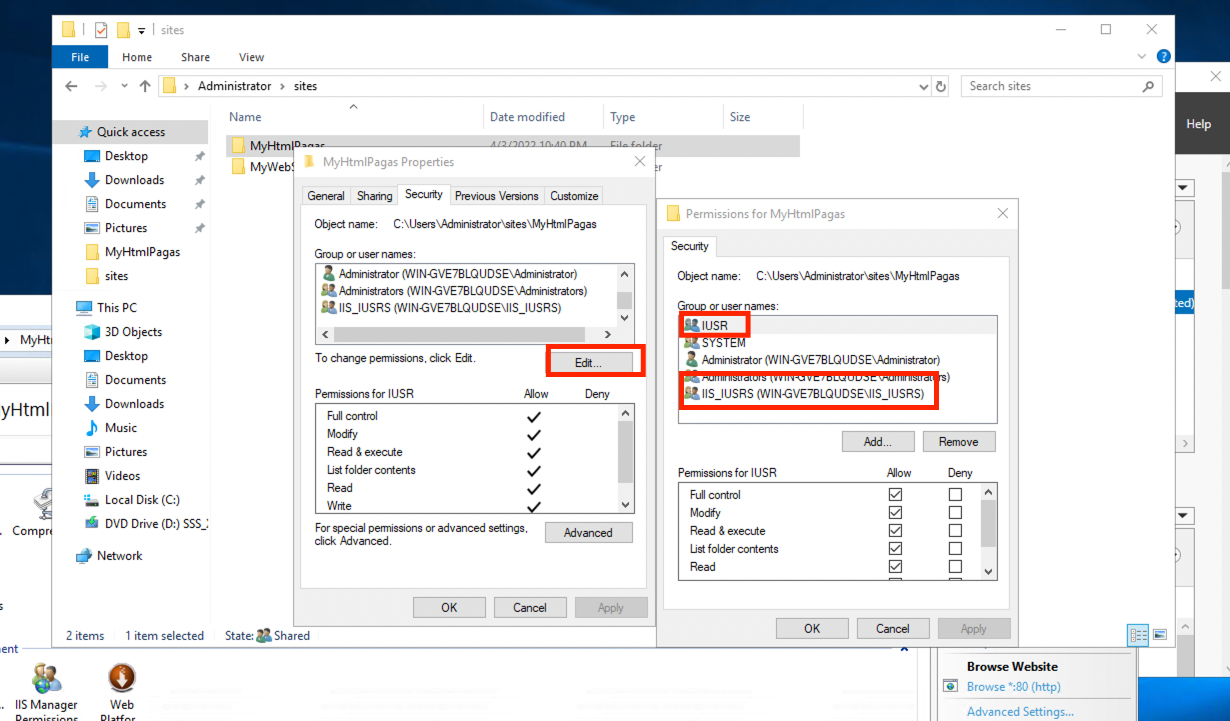 sites
File
Home
Share
View
Administrator
sites
Search sites
Help
Name
Date modified
Type
Size
Quick access
Desktop
Downloads
Documents
Pictures
MyHtmlPagas
sites
This PC
3D Objects
Desktop
Documents
Downloads
Music
Pictures
Videos
Local Disk (C:)
DVD Drive (D:) SSS_
Network
MyHtmlPagas
4/3/2022 10:40 PM
File folder
MyWebS
MyHtmlPagas Properties
General
Sharing
Security
Previous Versions
Customize
Object name:
C:\Users\Administrator\sites\MyHtmlPagas
Group or user names:
Administrator (WIN-GVE7BLQUDSE\Administrator)
Administrators (WIN-GVE7BLQUDSE\Administrators)
IIS_IUSRS (WIN-GVE7BLQUDSE\IIS_IUSRS)
To change permissions, click Edit.
Edit...
Permissions for IUSR
Allow
Deny
Full control
Modify
Read & execute
List folder contents
Read
Write
For special permissions or advanced settings,
click Advanced.
Advanced
OK
Cancel
Apply
Permissions for MyHtmlPagas
Security
Object name:
C:\Users\Administrator\sites\MyHtmlPagas
Group or user names:
IUSR
SYSTEM
Administrator (WIN-GVE7BLQUDSE\Administrator)
Administrators (WIN-GVE7BLQUDSE\Administrators)
IIS_IUSRS (WIN-GVE7BLQUDSE\IIS_IUSRS)
Add...
Remove
Permissions for IUSR
Allow
Deny
Full control
Modify
Read & execute
List folder contents
Read
OK
Cancel
Apply
2 items
1 item selected
State:
Shared
MyHt
yHtml
Compre
ted)
ent
IIS Manager
Permissions
Web
Platfor
Browse Website
Browse *:80 (http)
Advanced Settings...